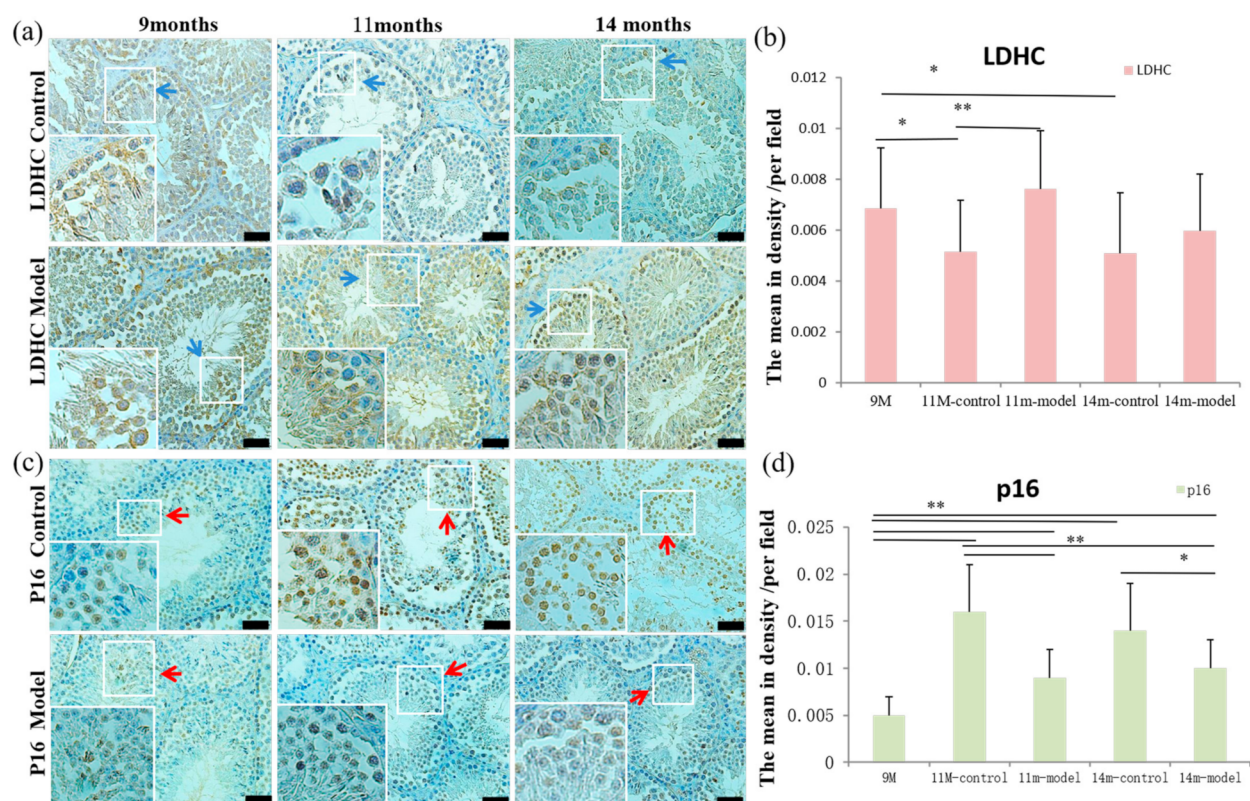 (a)
9months
11months
14 months
LDHC Control
LDHC Model
(b)
LDHC
LDHC
The mean in density /per field
0.012
0.01
0.008
0.006
0.004
0.002
0
*
**
*
9M
11M-control
11m-model
14m-control
14m-model
(c)
P16 Control
P16 Model
(d)
p16
p16
The mean in density /per field
0.025
0.02
0.015
0.01
0.005
0
**
**
*
9M
11M-control
11m-model
14m-control
14m-model